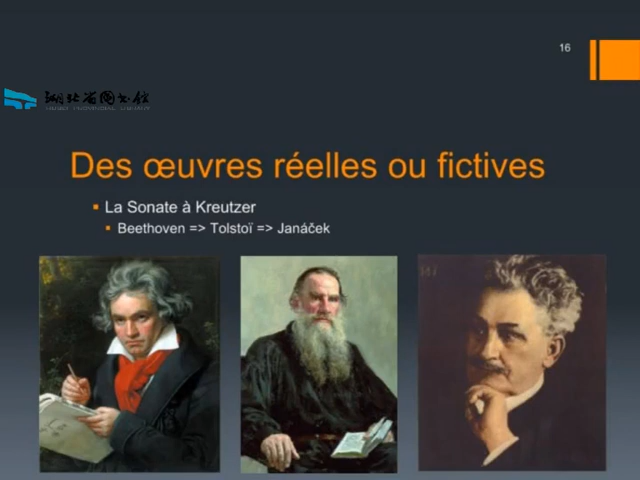 16
湖北省图书馆
Des œuvres réelles ou fictives
La Sonate à Kreutzer
Beethoven => Tolstoï => Janáček